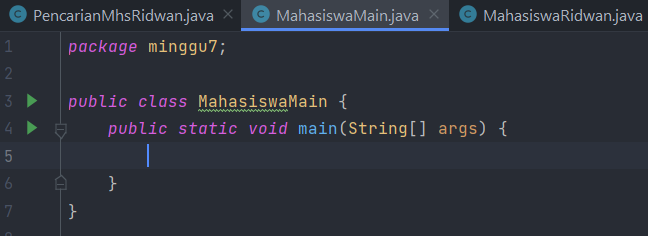 PencarianMhsRidwan.java MahasiswaMain.java MahasiswaRidwan.java
1 package minggu7;
2
3 public class MahasiswaMain {
4 public static void main(String[] args) {
5
6 }
7 }